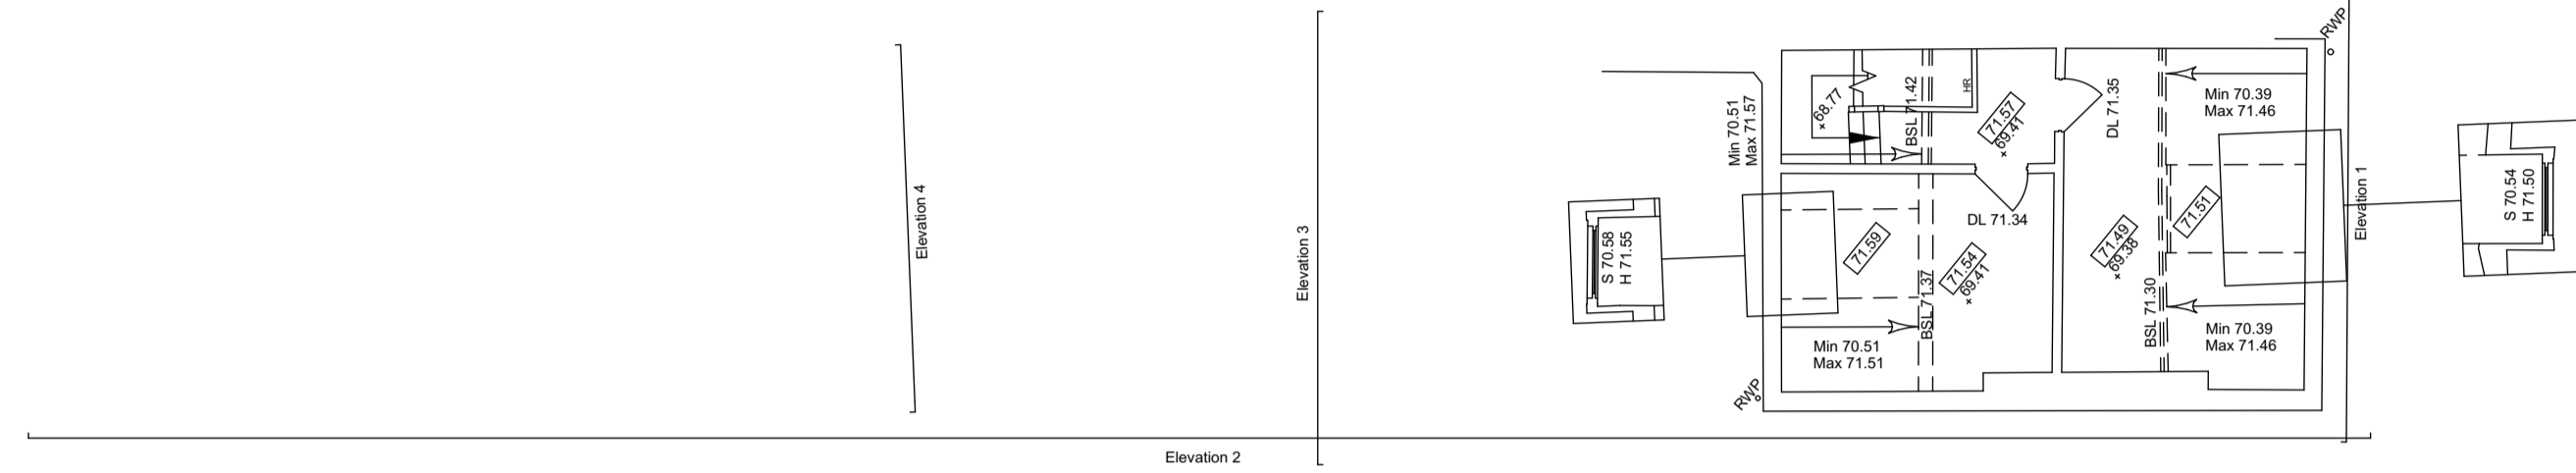 Elevation 4
Elevation 3
Elevation 2
Elevation 1
S 70.58
H 71.55
Min 70.51
Max 71.57
68.77
BSL 71.42
HR
71.57
69.41
DL 71.35
RWP
Min 70.39
Max 71.46
71.59
BSL 71.37
DL 71.34
71.54
69.41
71.49
69.38
71.51
BSL 71.30
Min 70.51
Max 71.51
Min 70.39
Max 71.46
RWP
S 70.54
H 71.50